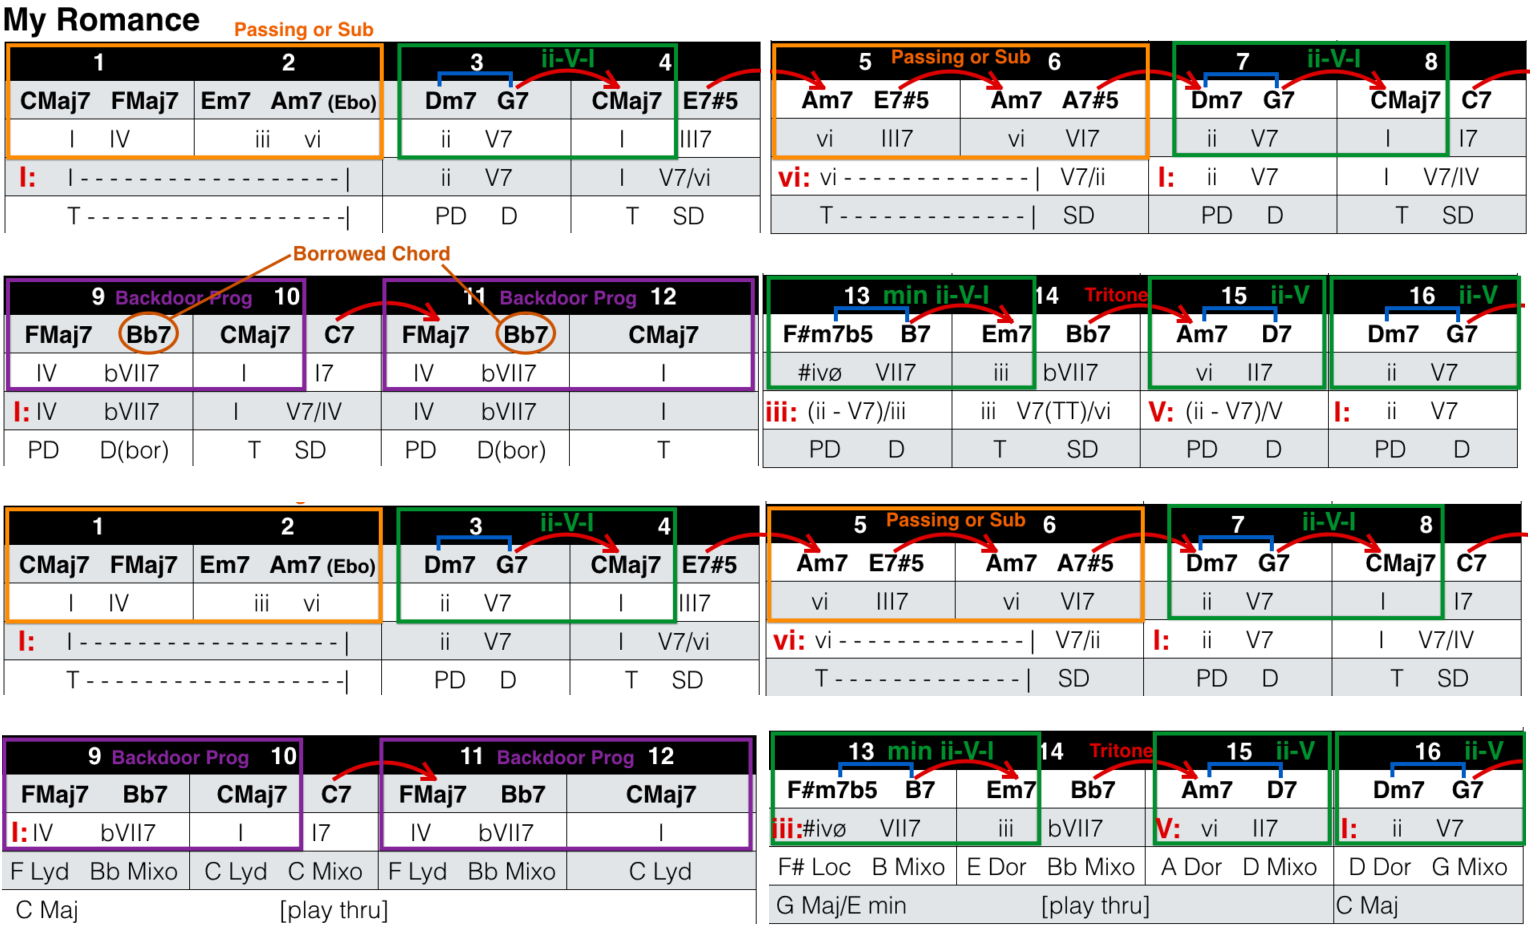 My Romance
Passing or Sub
1 2 3 ii-V-I 4
CMaj7 FMaj7 Em7 Am7 (Ebo) Dm7 G7 CMaj7 E7#5
I IV iii vi ii V7 I III7
I: I - - - - - - - - - - - - - - - - - - - | ii V7 I V7/vi
T - - - - - - - - - - - - - - - - - - -| PD D T SD
5 Passing or Sub 6 7 ii-V-I 8
Am7 E7#5 Am7 A7#5 Dm7 G7 CMaj7 C7
vi III7 vi VI7 ii V7 I I7
vi: vi - - - - - - - - - - - - - | V7/ii I: ii V7 I V7/IV
T - - - - - - - - - - - - - | SD PD D T SD
Borrowed Chord
9 Backdoor Prog 10 11 Backdoor Prog 12
FMaj7 Bb7 CMaj7 C7 FMaj7 Bb7 CMaj7
IV bVII7 I I7 IV bVII7 I
I: IV bVII7 I V7/IV IV bVII7 I
PD D(bor) T SD PD D(bor) T
13 min ii-V-I 14 Tritone 15 ii-V 16 ii-V
F#m7b5 B7 Em7 Bb7 Am7 D7 Dm7 G7
#ivø VII7 iii bVII7 vi II7 ii V7
iii: (ii - V7)/iii iii V7(TT)/vi V: (ii - V7)/V I: ii V7
PD D T SD PD D PD D
1 2 3 ii-V-I 4
CMaj7 FMaj7 Em7 Am7 (Ebo) Dm7 G7 CMaj7 E7#5
I IV iii vi ii V7 I III7
I: I - - - - - - - - - - - - - - - - - - - | ii V7 I V7/vi
T - - - - - - - - - - - - - - - - - - -| PD D T SD
5 Passing or Sub 6 7 ii-V-I 8
Am7 E7#5 Am7 A7#5 Dm7 G7 CMaj7 C7
vi III7 vi VI7 ii V7 I I7
vi: vi - - - - - - - - - - - - - | V7/ii I: ii V7 I V7/IV
T - - - - - - - - - - - - - | SD PD D T SD
9 Backdoor Prog 10 11 Backdoor Prog 12
FMaj7 Bb7 CMaj7 C7 FMaj7 Bb7 CMaj7
I: IV bVII7 I I7 IV bVII7 I
F Lyd Bb Mixo C Lyd C Mixo F Lyd Bb Mixo C Lyd
C Maj [play thru]
13 min ii-V-I 14 Tritone 15 ii-V 16 ii-V
F#m7b5 B7 Em7 Bb7 Am7 D7 Dm7 G7
iii: #ivø VII7 iii bVII7 V: vi II7 I: ii V7
F# Loc B Mixo E Dor Bb Mixo A Dor D Mixo D Dor G Mixo
G Maj/E min [play thru] C Maj